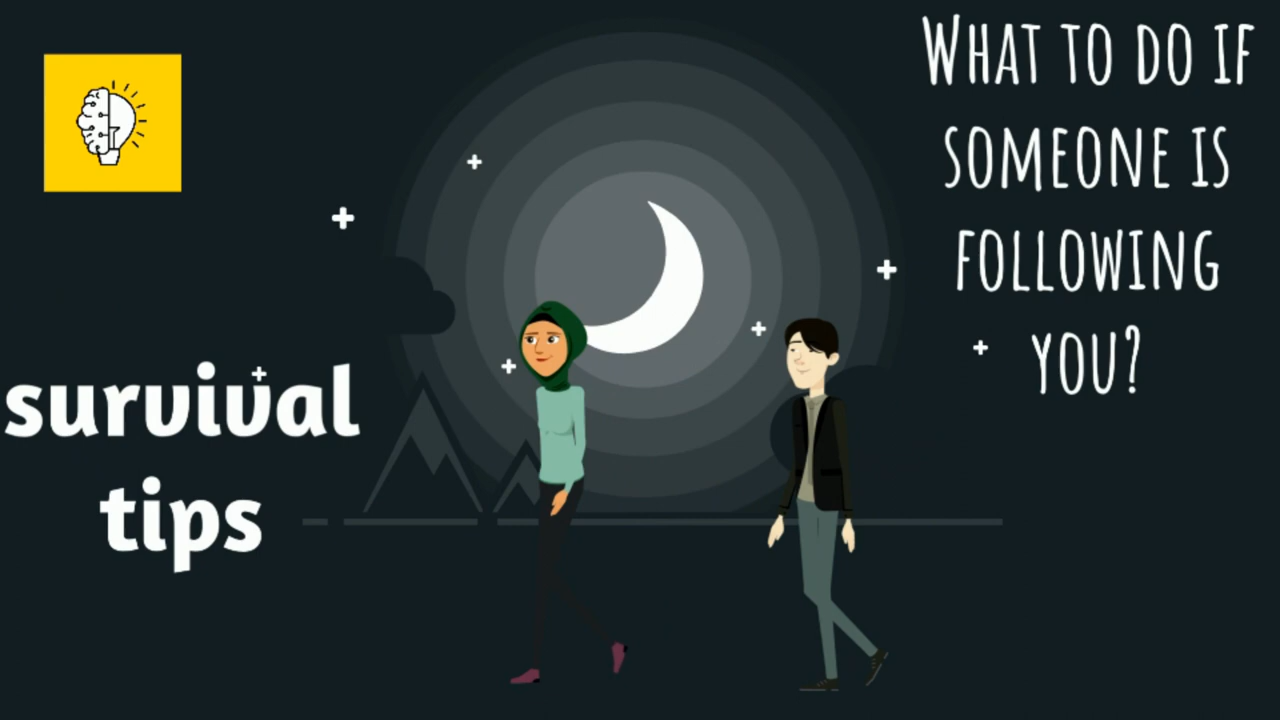 What to do if
someone is
following
you?
survival
tips